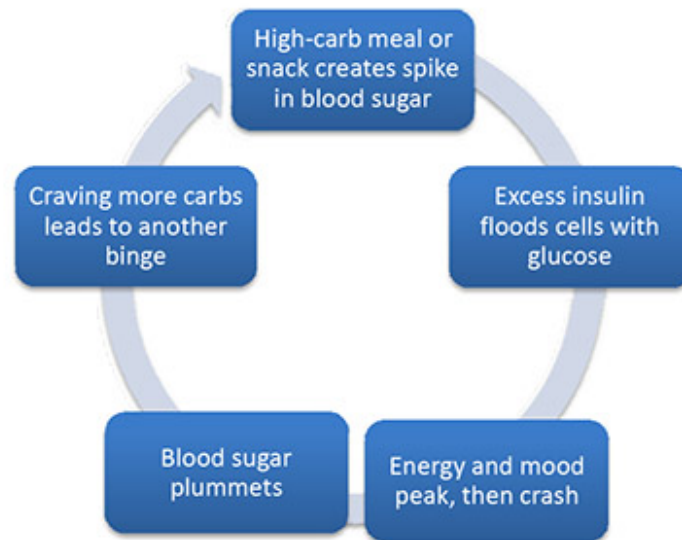 High-carb meal or
snack creates spike
in blood sugar
Excess insulin
floods cells with
glucose
Energy and mood
peak, then crash
Blood sugar
plummets
Craving more carbs
leads to another
binge